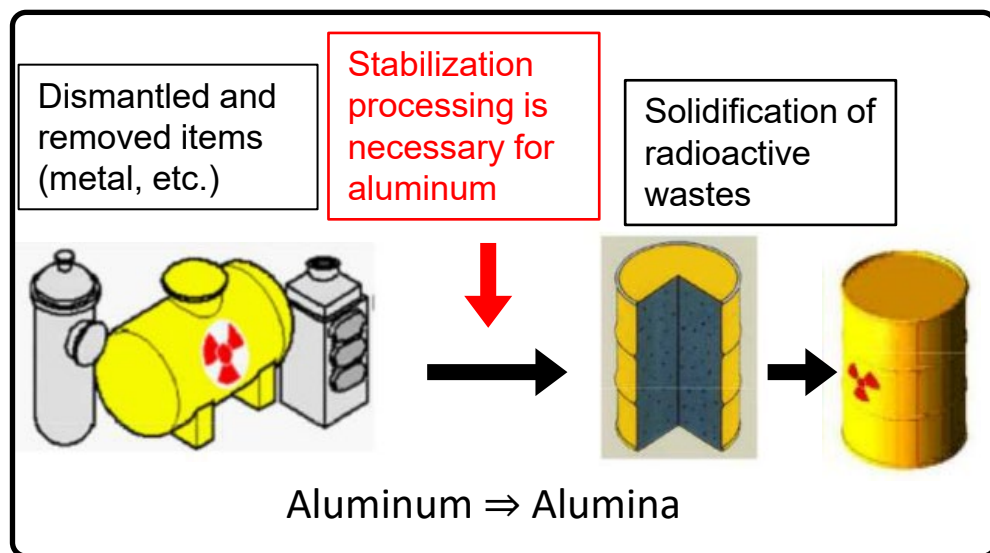 Dismantled and
removed items
(metal, etc.)
Stabilization
processing is
necessary for
aluminum
Solidification of
radioactive
wastes
Aluminum ⇒ Alumina